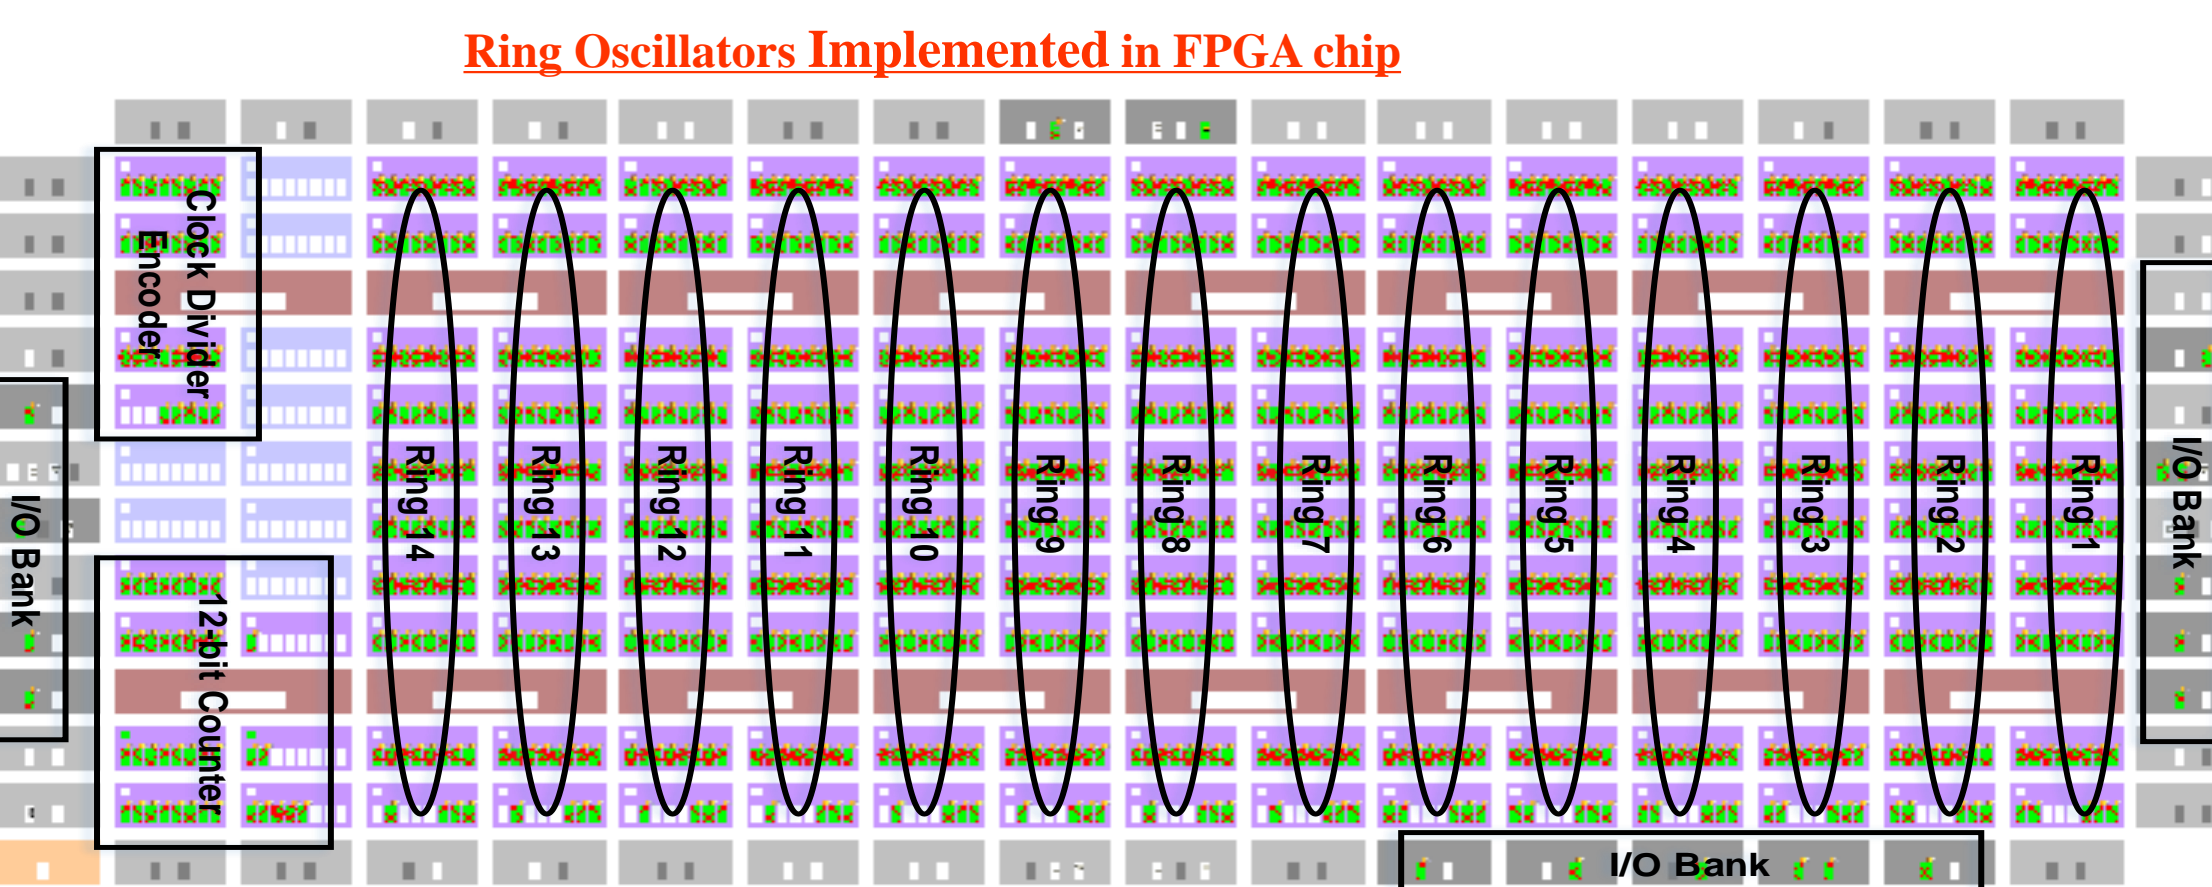 Ring Oscillators Implemented in FPGA chip
Clock Divider
Encoder
12-bit Counter
I/O Bank
Ring 14
Ring 13
Ring 12
Ring 11
Ring 10
Ring 9
Ring 8
Ring 7
Ring 6
Ring 5
Ring 4
Ring 3
Ring 2
Ring 1
I/O Bank
I/O Bank